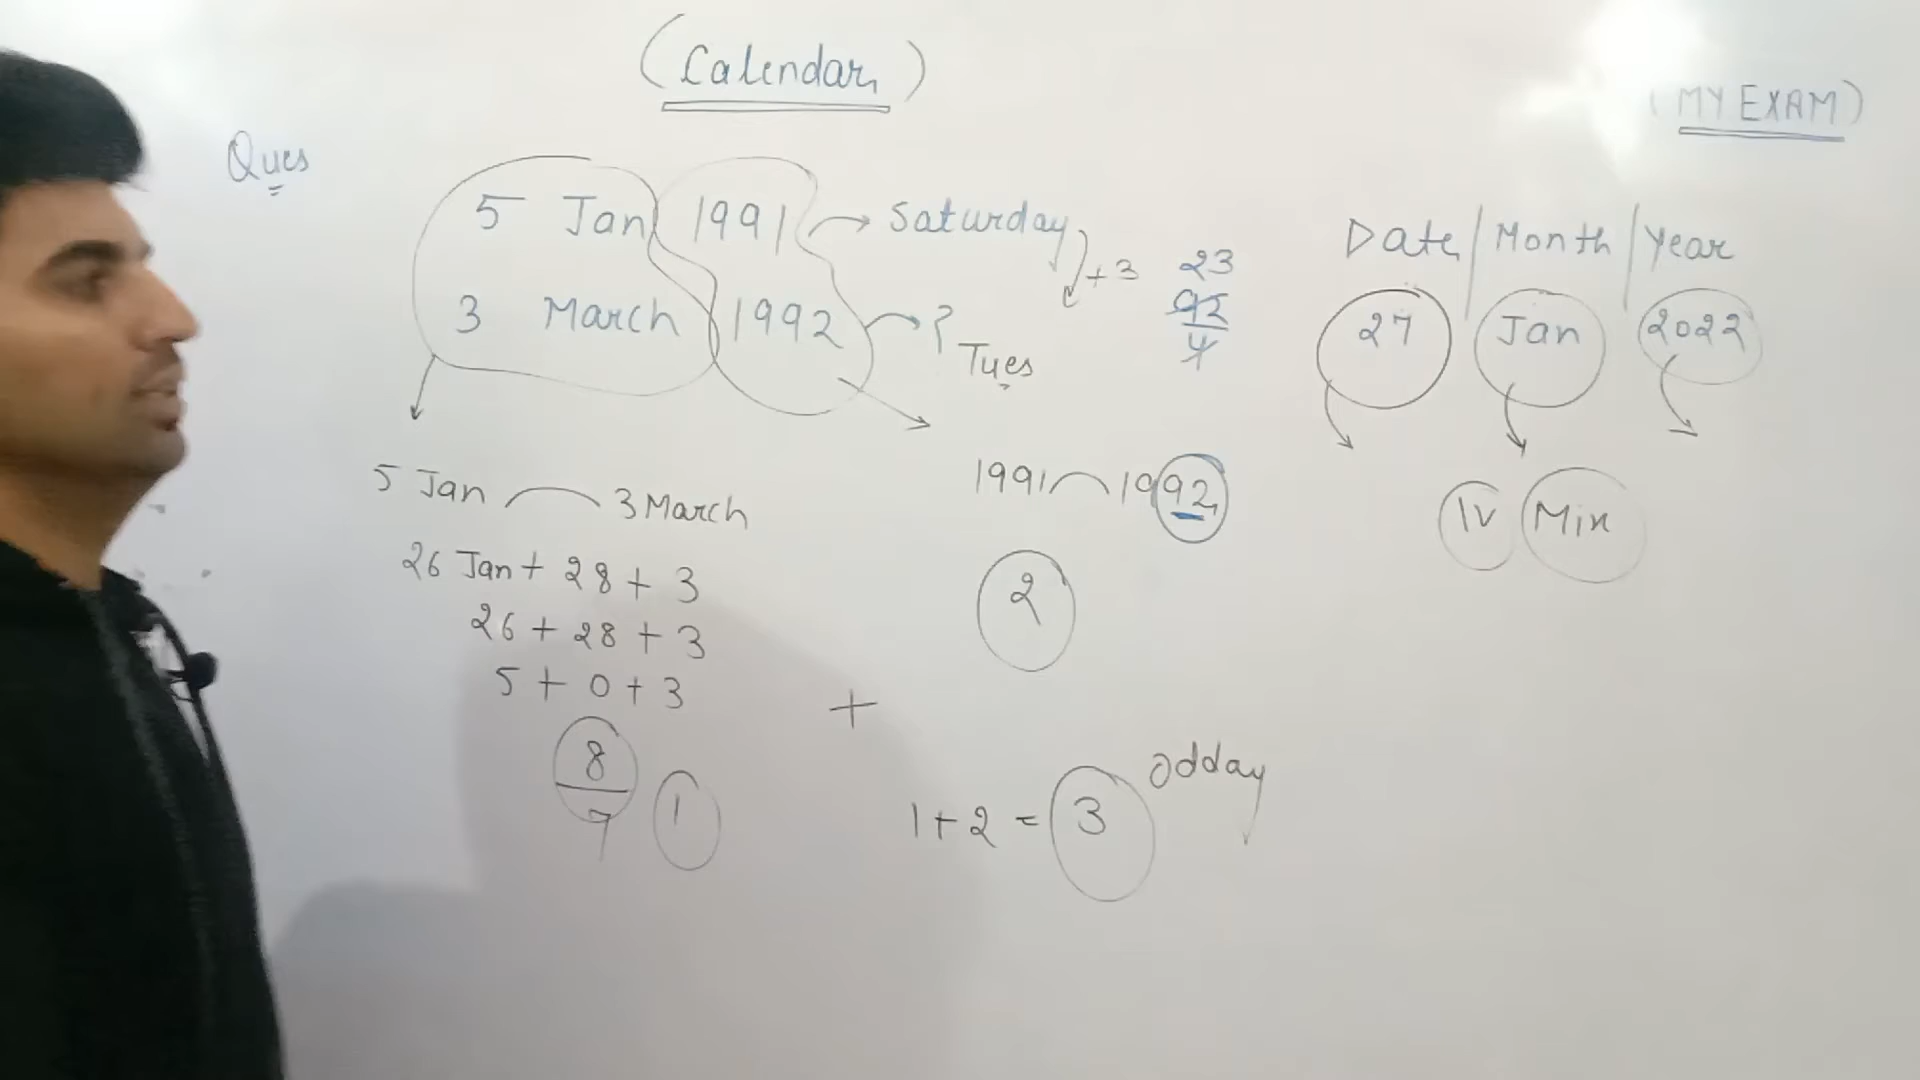 (Calendar)
(MY EXAM)
Ques
5 Jan 1991 → Saturday
+3
3 March 1992 → ?
Tues
23
92
4
Date / Month / Year
27 Jan 2022
IV Mix
5 Jan 3 March
26 Jan + 28 + 3
26 + 28 + 3
5 + 0 + 3
8
7
1
1991 1992
2
+
1+2 = 3 Odday